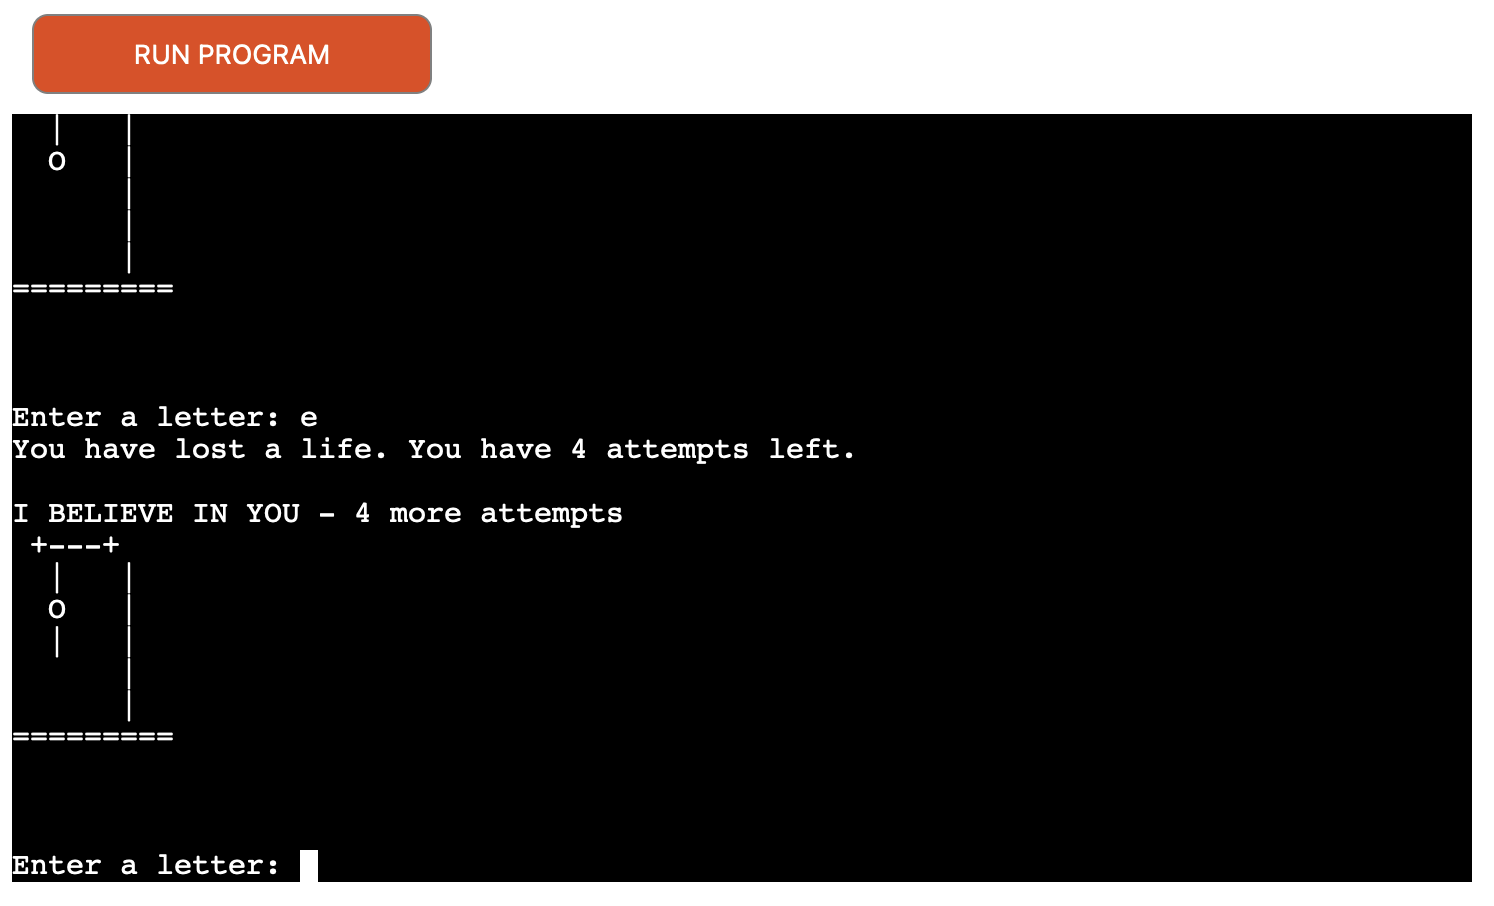 RUN PROGRAM
  |   |
  O   |
      |
      |
      |
=========
Enter a letter: e
You have lost a life. You have 4 attempts left.
I BELIEVE IN YOU - 4 more attempts
 +---+
  |   |
  O   |
  |   |
      |
      |
=========
Enter a letter: